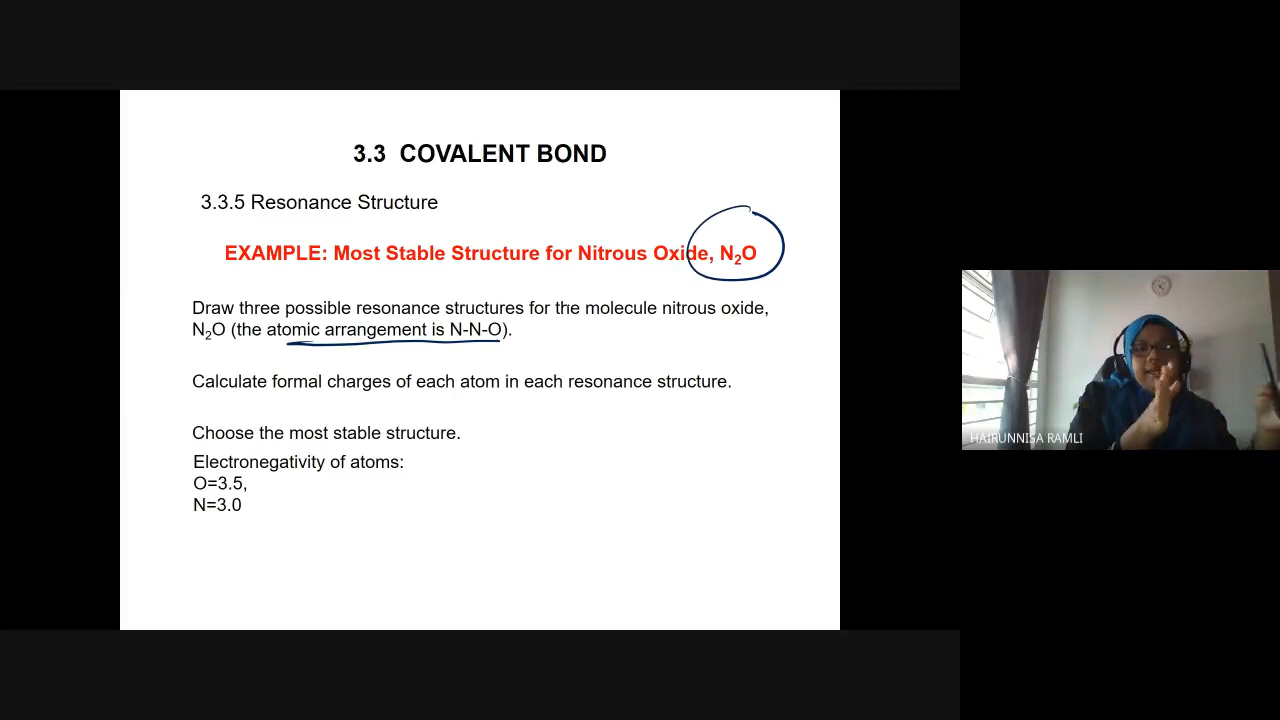 3.3 COVALENT BOND
3.3.5 Resonance Structure
EXAMPLE: Most Stable Structure for Nitrous Oxide, N₂O
Draw three possible resonance structures for the molecule nitrous oxide,
N₂O (the atomic arrangement is N-N-O).
Calculate formal charges of each atom in each resonance structure.
Choose the most stable structure.
Electronegativity of atoms:
O=3.5,
N=3.0
HAIRUNNISA RAMLI